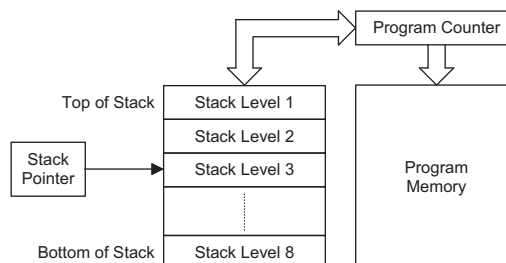 Program Counter
Top of Stack
Stack Level 1
Stack Level 2
Stack
Pointer
Stack Level 3
Program
Memory
Bottom of Stack
Stack Level 8